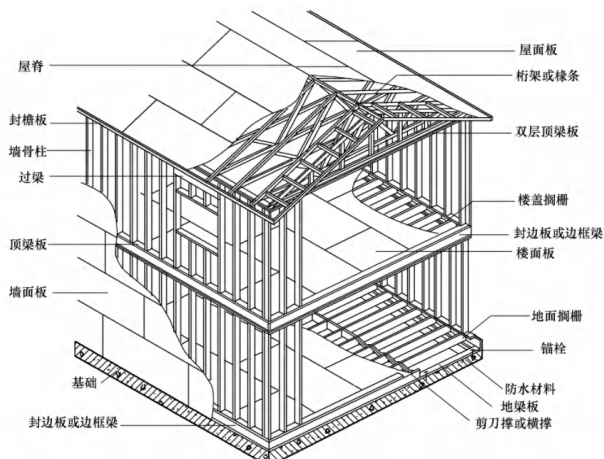 屋面板
屋脊
桁架或椽条
封檐板
双层顶梁板
墙骨柱
过梁
楼盖搁栅
封边板或边框梁
顶梁板
楼面板
墙面板
地面搁栅
锚栓
基础
防水材料
地梁板
封边板或边框梁
剪刀撑或横撑